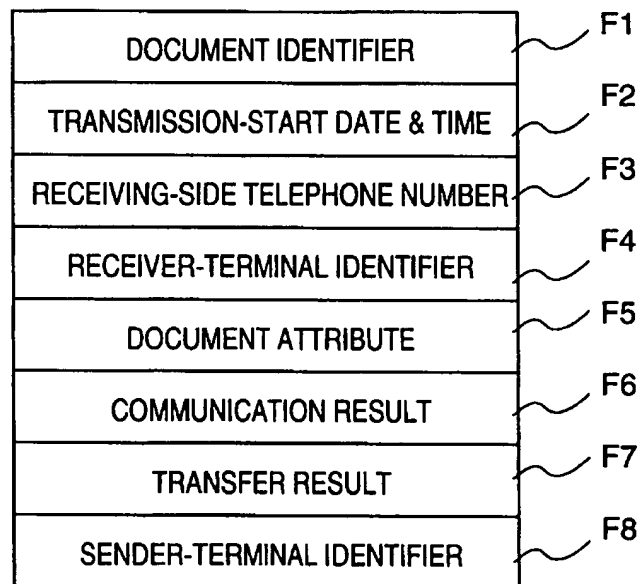 DOCUMENT IDENTIFIER F1
TRANSMISSION-START DATE & TIME F2
RECEIVING-SIDE TELEPHONE NUMBER F3
RECEIVER-TERMINAL IDENTIFIER F4
DOCUMENT ATTRIBUTE F5
COMMUNICATION RESULT F6
TRANSFER RESULT F7
SENDER-TERMINAL IDENTIFIER F8